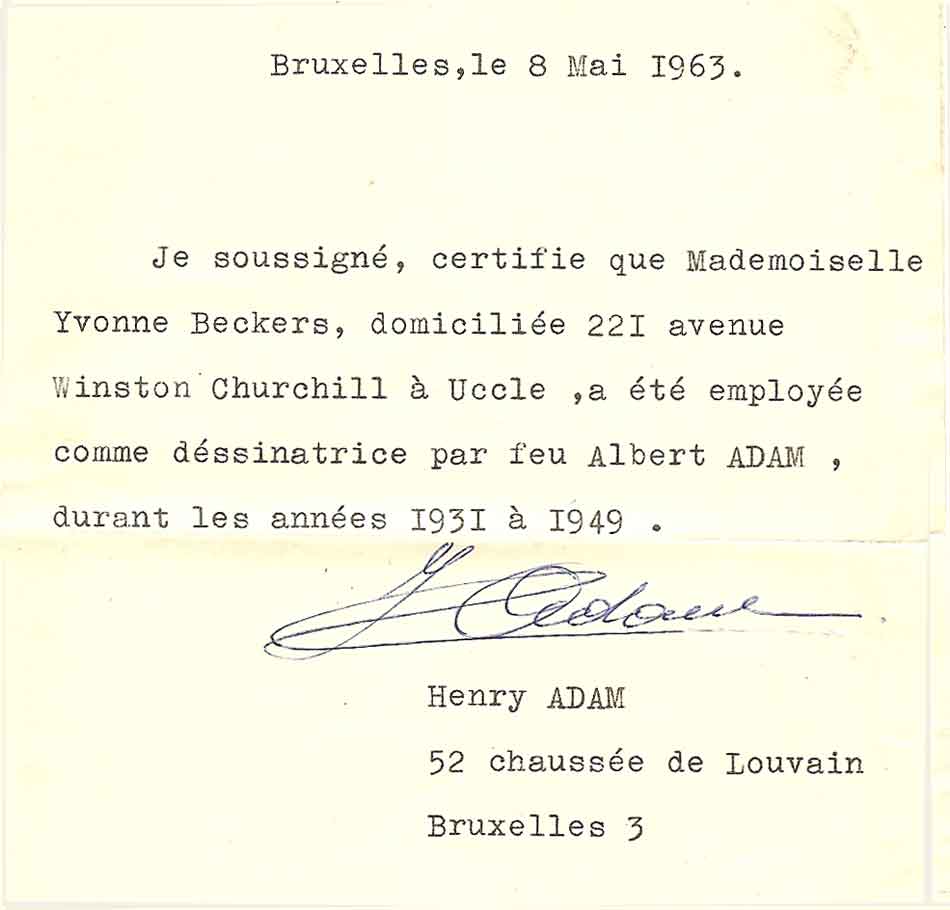 Bruxelles,le 8 Mai I963.
Je soussigné, certifie que Mademoiselle
Yvonne Beckers, domiciliée 22I avenue
Winston Churchill à Uccle ,a été employée
comme déssinatrice par feu Albert ADAM ,
durant les années I93I à I949 .
H Adam
Henry ADAM
52 chaussée de Louvain
Bruxelles 3